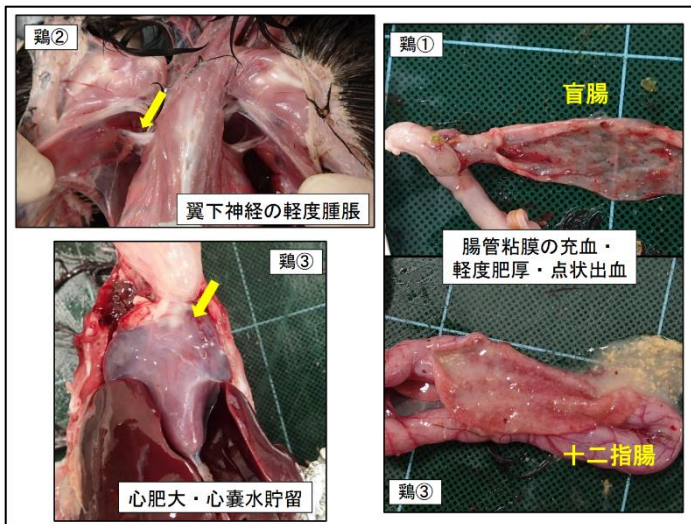 鶏②
翼下神経の軽度腫脹
鶏③
心肥大・心嚢水貯留
鶏①
盲腸
腸管粘膜の充血・
軽度肥厚・点状出血
十二指腸
鶏③